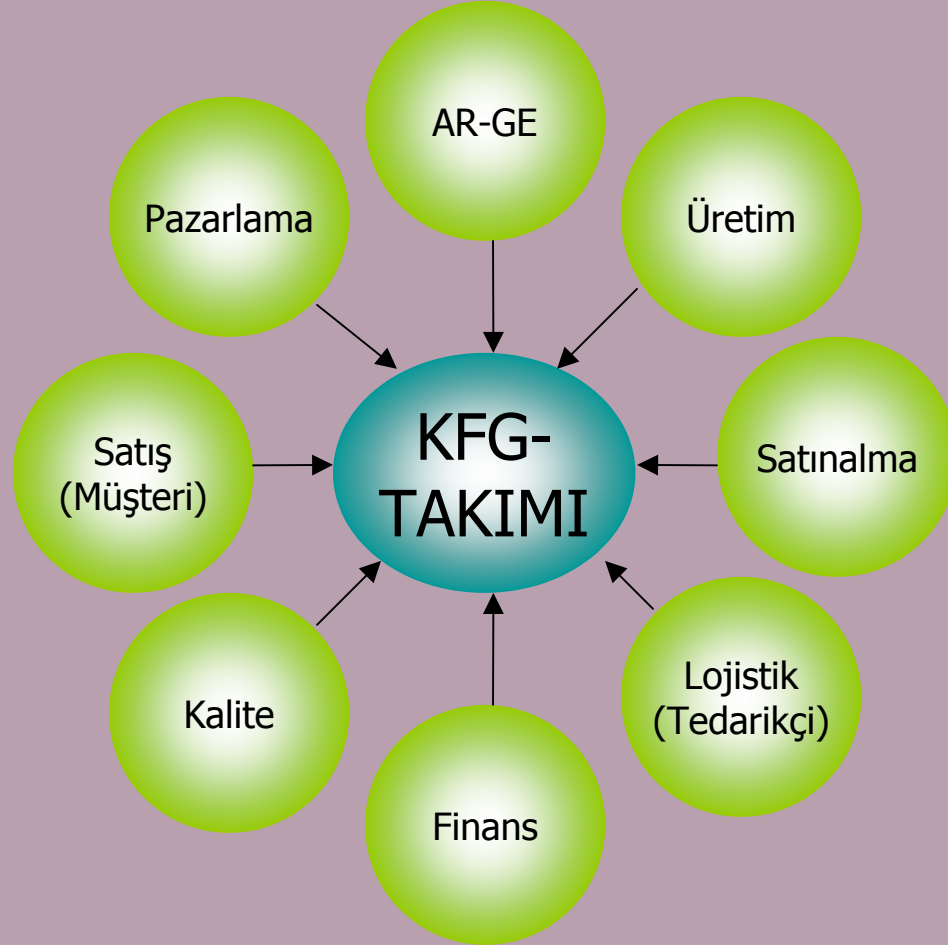 AR-GE
Pazarlama
Üretim
KFG-
TAKIMI
Satış
(Müşteri)
Satınalma
Kalite
Lojistik
(Tedarikçi)
Finans